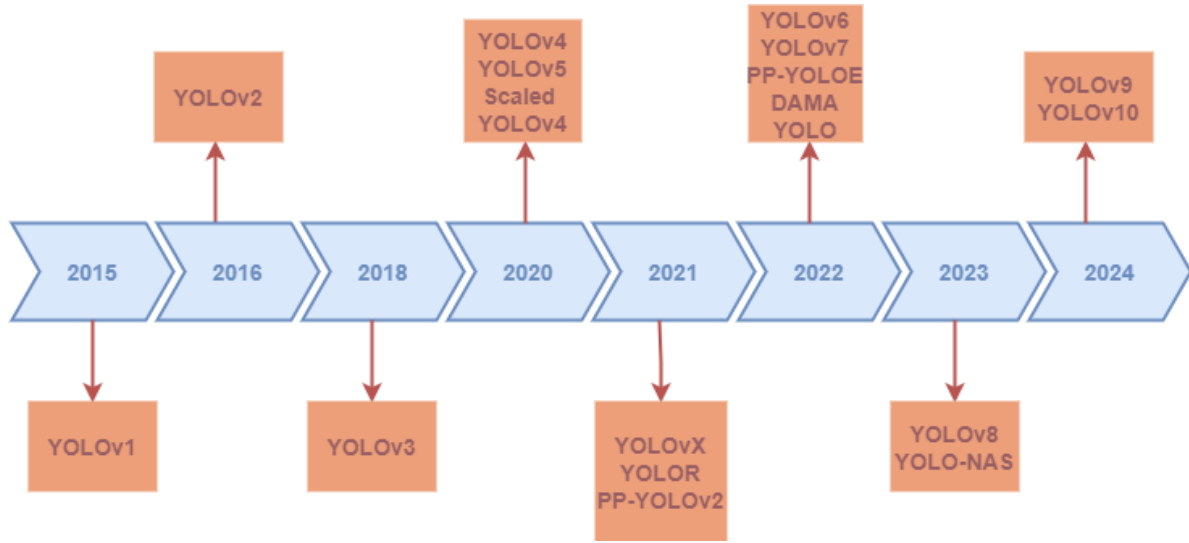 YOLOv2
YOLOv4
YOLOv5
Scaled
YOLOv4
YOLOv6
YOLOv7
PP-YOLOE
DAMA
YOLO
YOLOv9
YOLOv10
2015
2016
2018
2020
2021
2022
2023
2024
YOLOv1
YOLOv3
YOLOvX
YOLOR
PP-YOLOv2
YOLOv8
YOLO-NAS